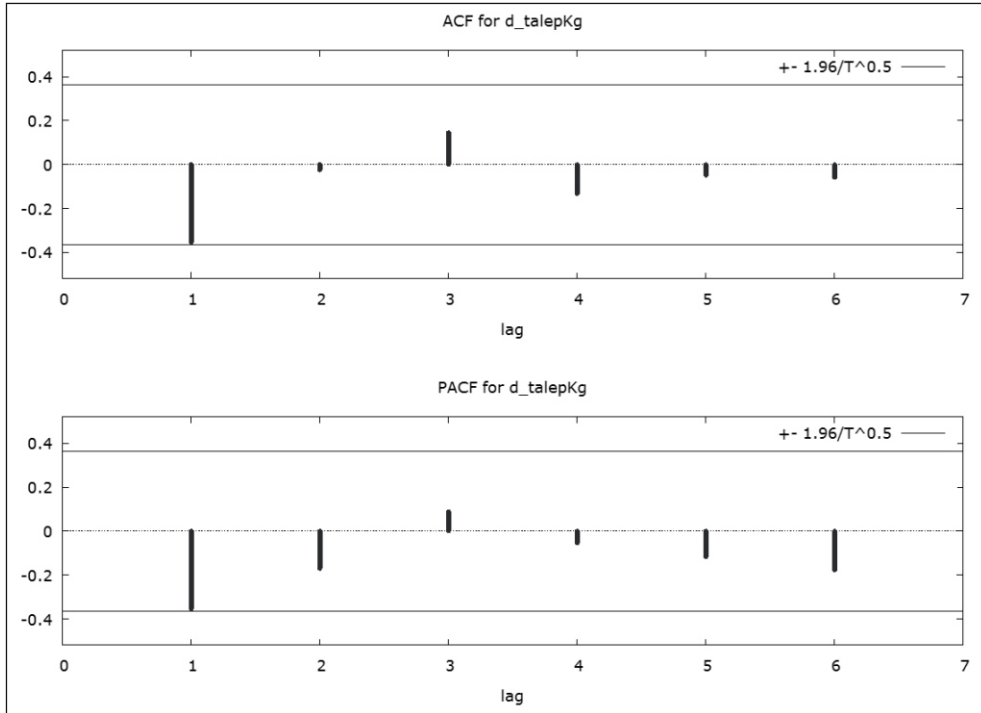 ACF for d_talepKg
+- 1.96/T^0.5
0.4
0.2
0
-0.2
-0.4
0 1 2 3 4 5 6 7
lag
PACF for d_talepKg
+- 1.96/T^0.5
0.4
0.2
0
-0.2
-0.4
0 1 2 3 4 5 6 7
lag